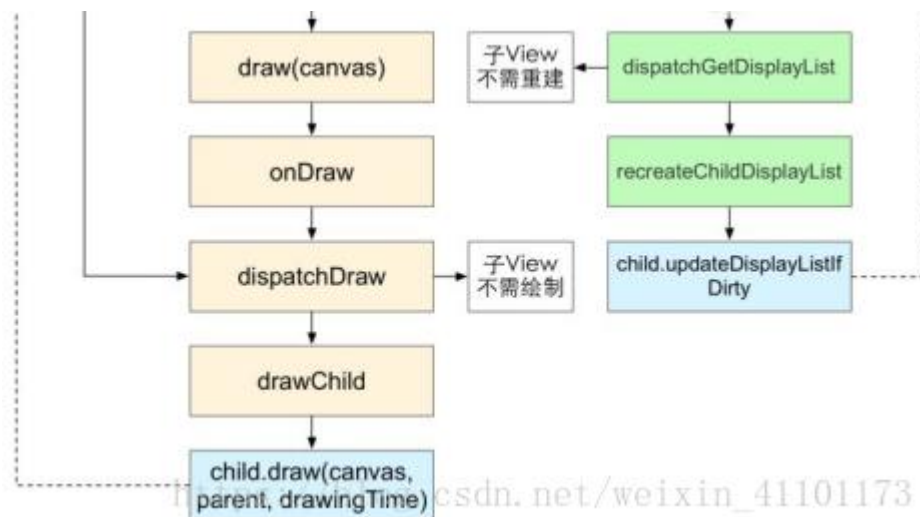 draw(canvas)
子View
不需重建
dispatchGetDisplayList
onDraw
recreateChildDisplayList
dispatchDraw
子View
不需绘制
child.updateDisplayListIf
Dirty
drawChild
child.draw(canvas,
parent, drawingTime)
csdn.net/weixin_41101173